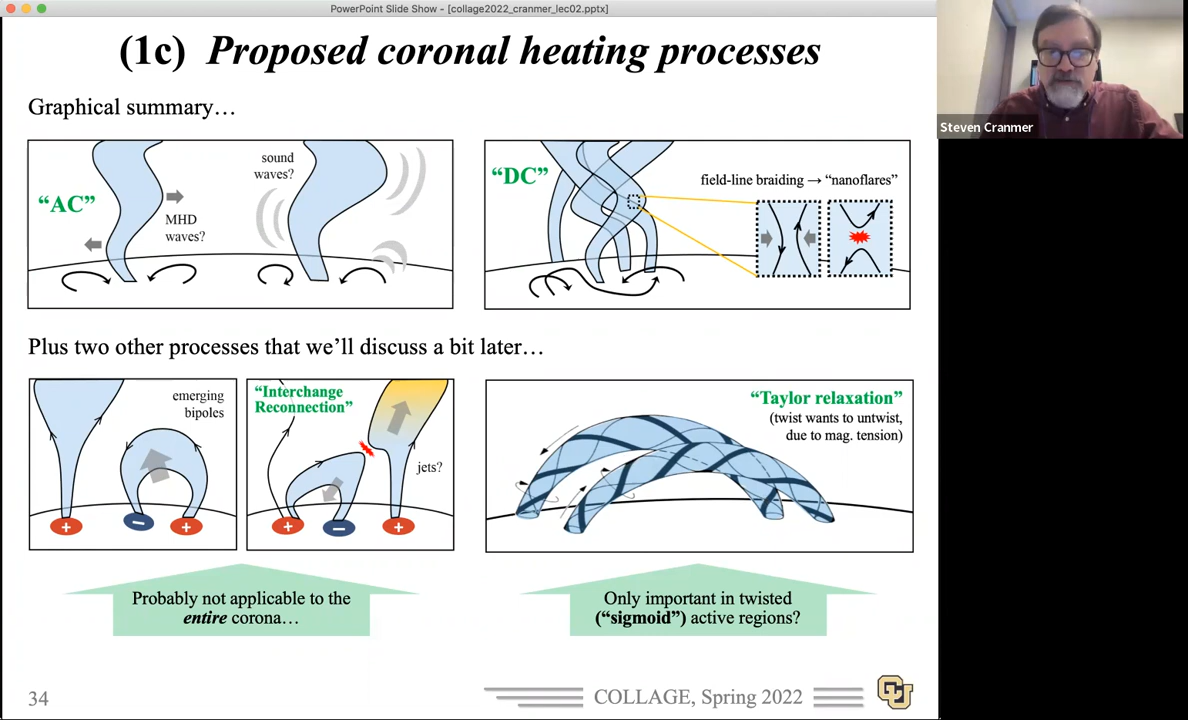 PowerPoint Slide Show - [collage2022_cranmer_lec02.pptx]
(1c) Proposed coronal heating processes
Steven Cranmer
Graphical summary…
“AC”
MHD
waves?
sound
waves?
“DC”
field-line braiding → “nanoflares”
Plus two other processes that we’ll discuss a bit later…
emerging
bipoles
+
−
+
“Interchange
Reconnection”
jets?
+
−
+
“Taylor relaxation”
(twist wants to untwist,
due to mag. tension)
Probably not applicable to the
entire corona…
Only important in twisted
(“sigmoid”) active regions?
34
COLLAGE, Spring 2022
CU